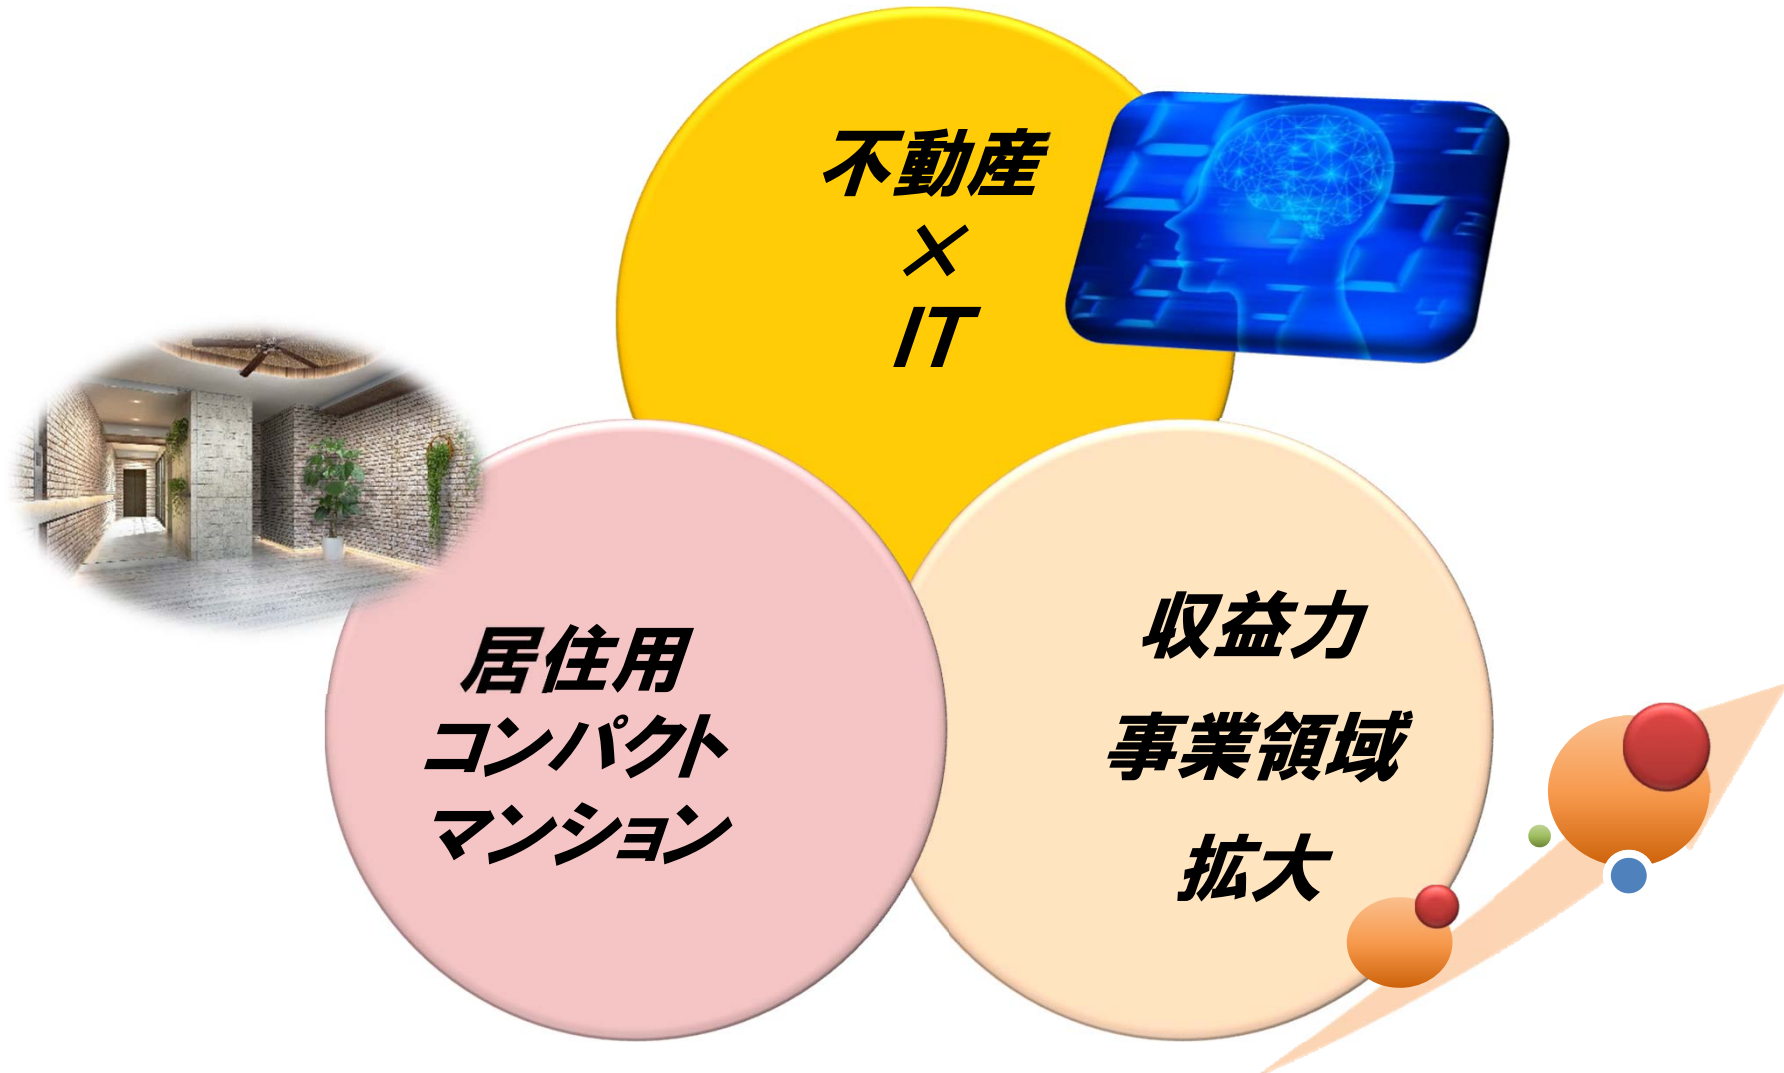 不動産
×
IT
居住用
コンパクト
マンション
収益力
事業領域
拡大